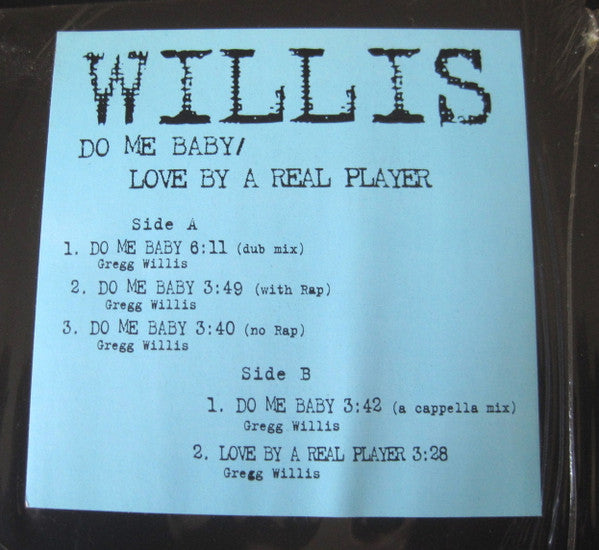 WILLIS
DO ME BABY/
LOVE BY A REAL PLAYER
Side A
1. DO ME BABY 6:11 (dub mix)
Gregg Willis
2. DO ME BABY 3:49 (with Rap)
Gregg Willis
3. DO ME BABY 3:40 (no Rap)
Gregg Willis
Side B
1. DO ME BABY 3:42 (a cappella mix)
Gregg Willis
2. LOVE BY A REAL PLAYER 3:28
Gregg Willis